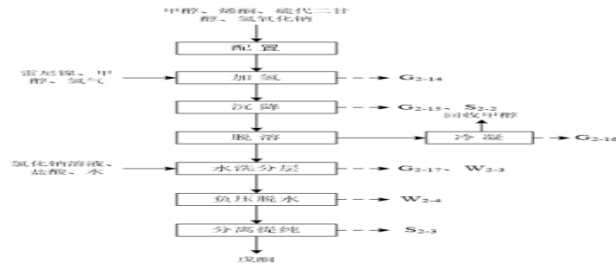 甲醇、烯酮、硫代二甘
醇、氢氧化钠
配置
雷尼镍、甲
醇、氢气
加氢
G₂₋₁₄
沉降
G₂₋₁₅、 S₂₋₂
回收甲醇
脱溶
冷凝
G₂₋₁₆
氯化钠溶液、
盐酸、水
水洗分层
G₂₋₁₇、 W₂₋₃
负压脱水
W₂₋₄
分离提纯
S₂₋₃
戊酮